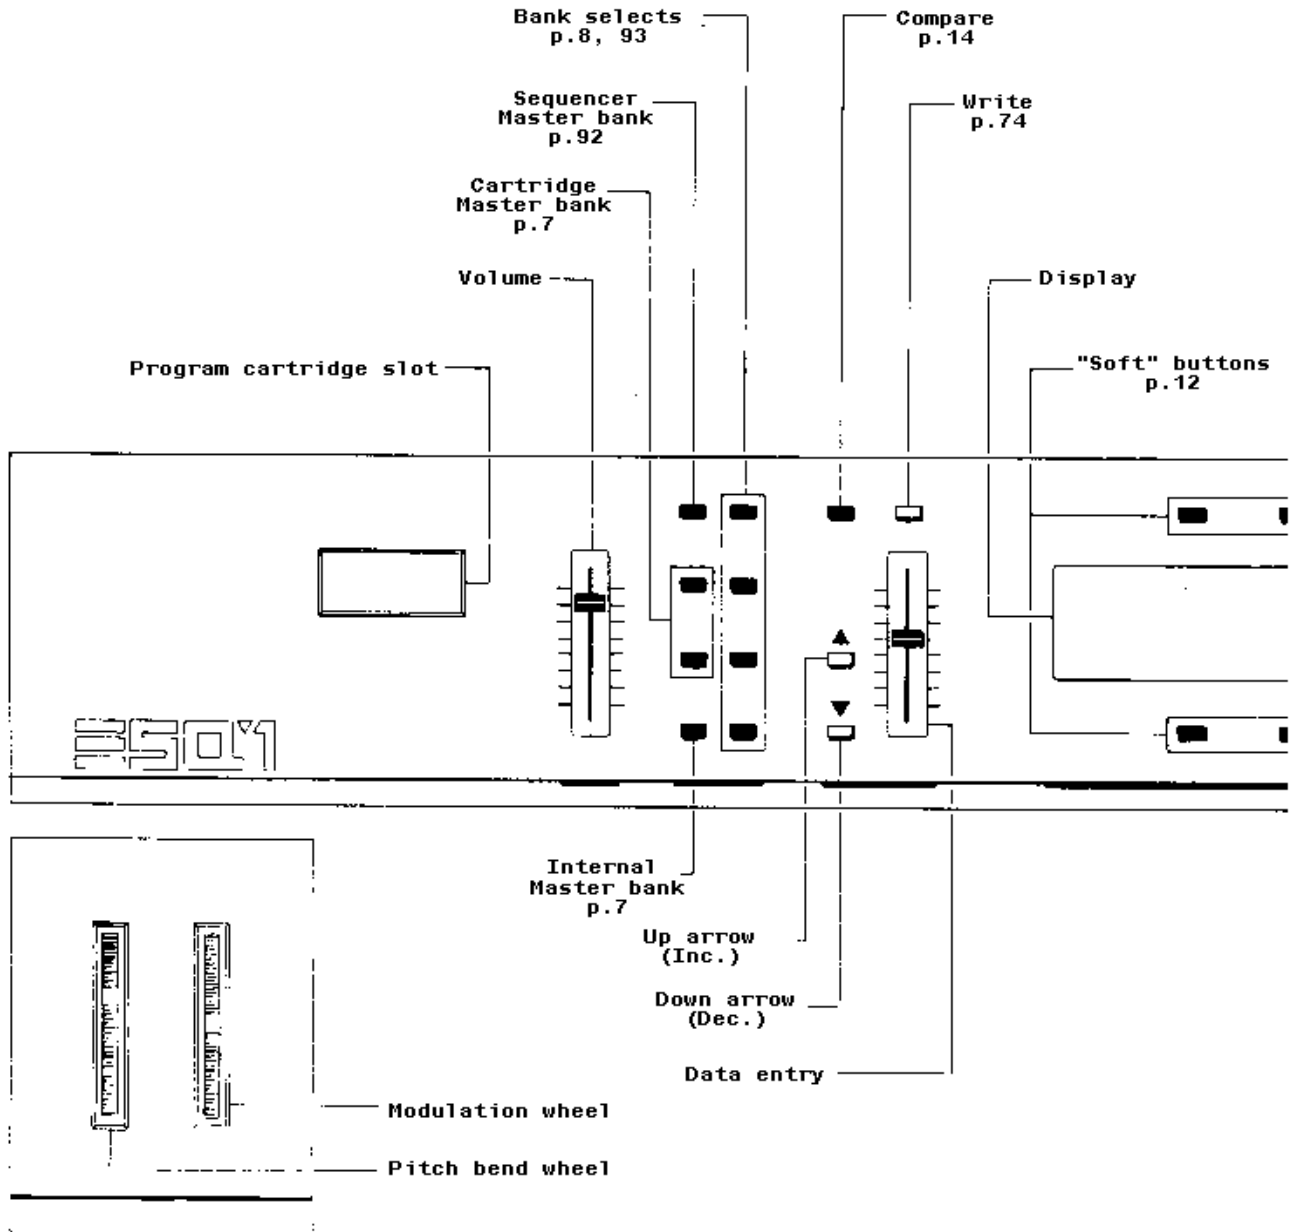 Bank selects
p.8, 93
Compare
p.14
Sequencer
Master bank
p.92
Write
p.74
Cartridge
Master bank
p.7
Volume
Display
Program cartridge slot
"Soft" buttons
p.12
ESQ1
Internal
Master bank
p.7
Up arrow
(Inc.)
Down arrow
(Dec.)
Data entry
Modulation wheel
Pitch bend wheel